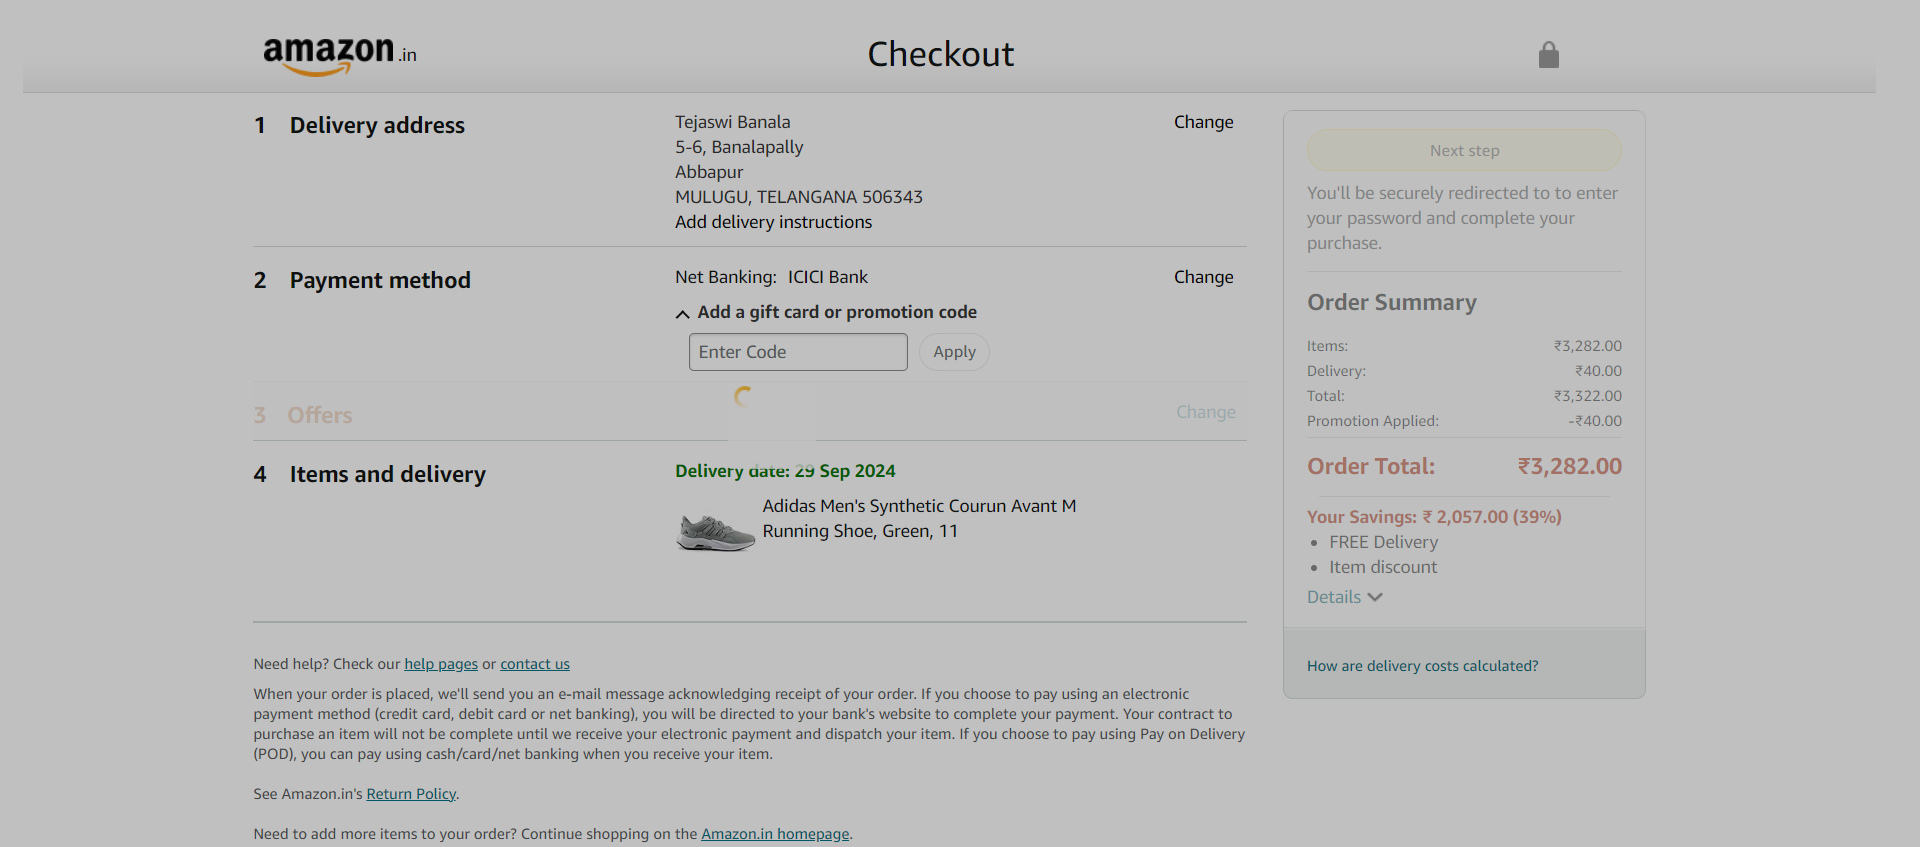 amazon.in
Checkout
1 Delivery address
Tejaswi Banala
5-6, Banalapally
Abbapur
MULUGU, TELANGANA 506343
Add delivery instructions
Change
2 Payment method
Net Banking: ICICI Bank
Change
Add a gift card or promotion code
Enter Code
Apply
3 Offers
Change
4 Items and delivery
Delivery date: 29 Sep 2024
Adidas Men's Synthetic Courun Avant M
Running Shoe, Green, 11
Need help? Check our help pages or contact us
When your order is placed, we'll send you an e-mail message acknowledging receipt of your order. If you choose to pay using an electronic
payment method (credit card, debit card or net banking), you will be directed to your bank's website to complete your payment. Your contract to
purchase an item will not be complete until we receive your electronic payment and dispatch your item. If you choose to pay using Pay on Delivery
(POD), you can pay using cash/card/net banking when you receive your item.
See Amazon.in's Return Policy.
Need to add more items to your order? Continue shopping on the Amazon.in homepage.
Next step
You'll be securely redirected to to enter
your password and complete your
purchase.
Order Summary
Items: ₹3,282.00
Delivery: ₹40.00
Total: ₹3,322.00
Promotion Applied: -₹40.00
Order Total: ₹3,282.00
Your Savings: ₹ 2,057.00 (39%)
• FREE Delivery
• Item discount
Details
How are delivery costs calculated?